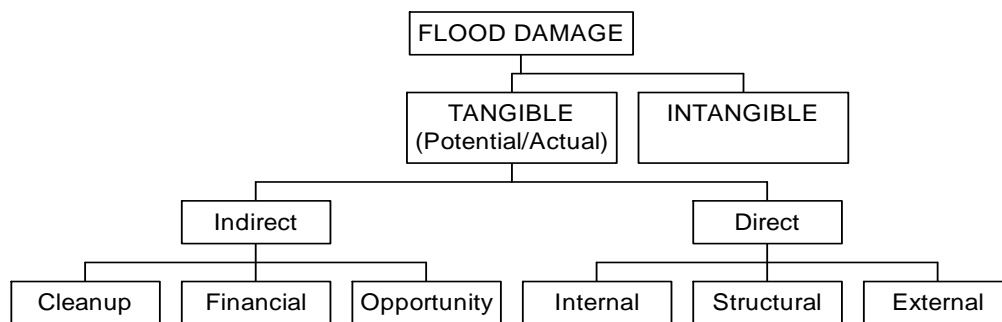 FLOOD DAMAGE
TANGIBLE
(Potential/Actual)
INTANGIBLE
Indirect
Direct
Cleanup
Financial
Opportunity
Internal
Structural
External